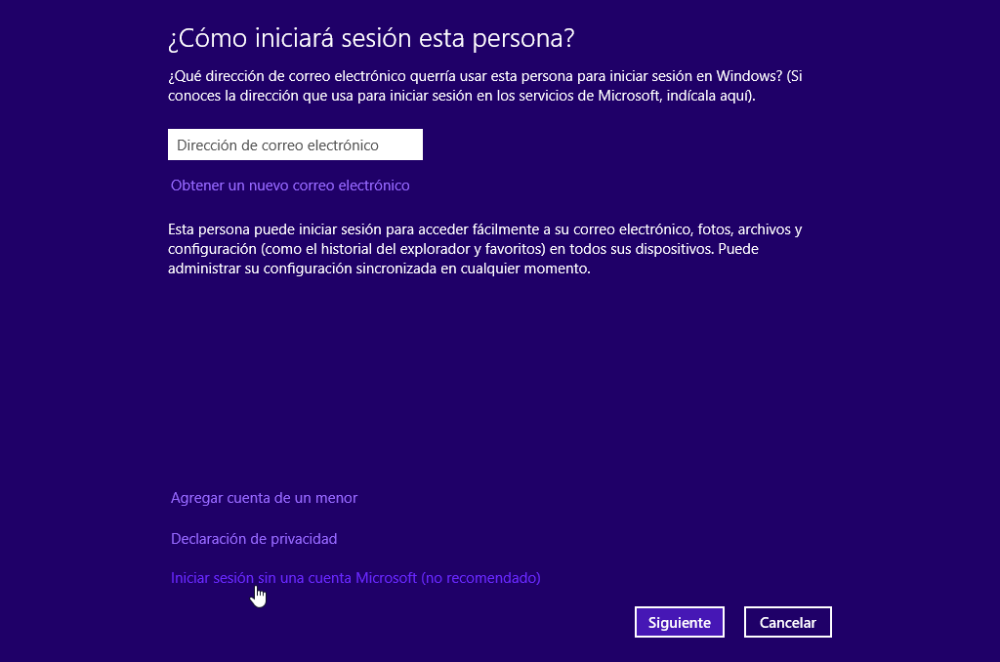 ¿Cómo iniciará sesión esta persona?
¿Qué dirección de correo electrónico querría usar esta persona para iniciar sesión en Windows? (Si
conoces la dirección que usa para iniciar sesión en los servicios de Microsoft, indícala aquí).
Dirección de correo electrónico
Obtener un nuevo correo electrónico
Esta persona puede iniciar sesión para acceder fácilmente a su correo electrónico, fotos, archivos y
configuración (como el historial del explorador y favoritos) en todos sus dispositivos. Puede
administrar su configuración sincronizada en cualquier momento.
Agregar cuenta de un menor
Declaración de privacidad
Iniciar sesión sin una cuenta Microsoft (no recomendado)
Siguiente Cancelar